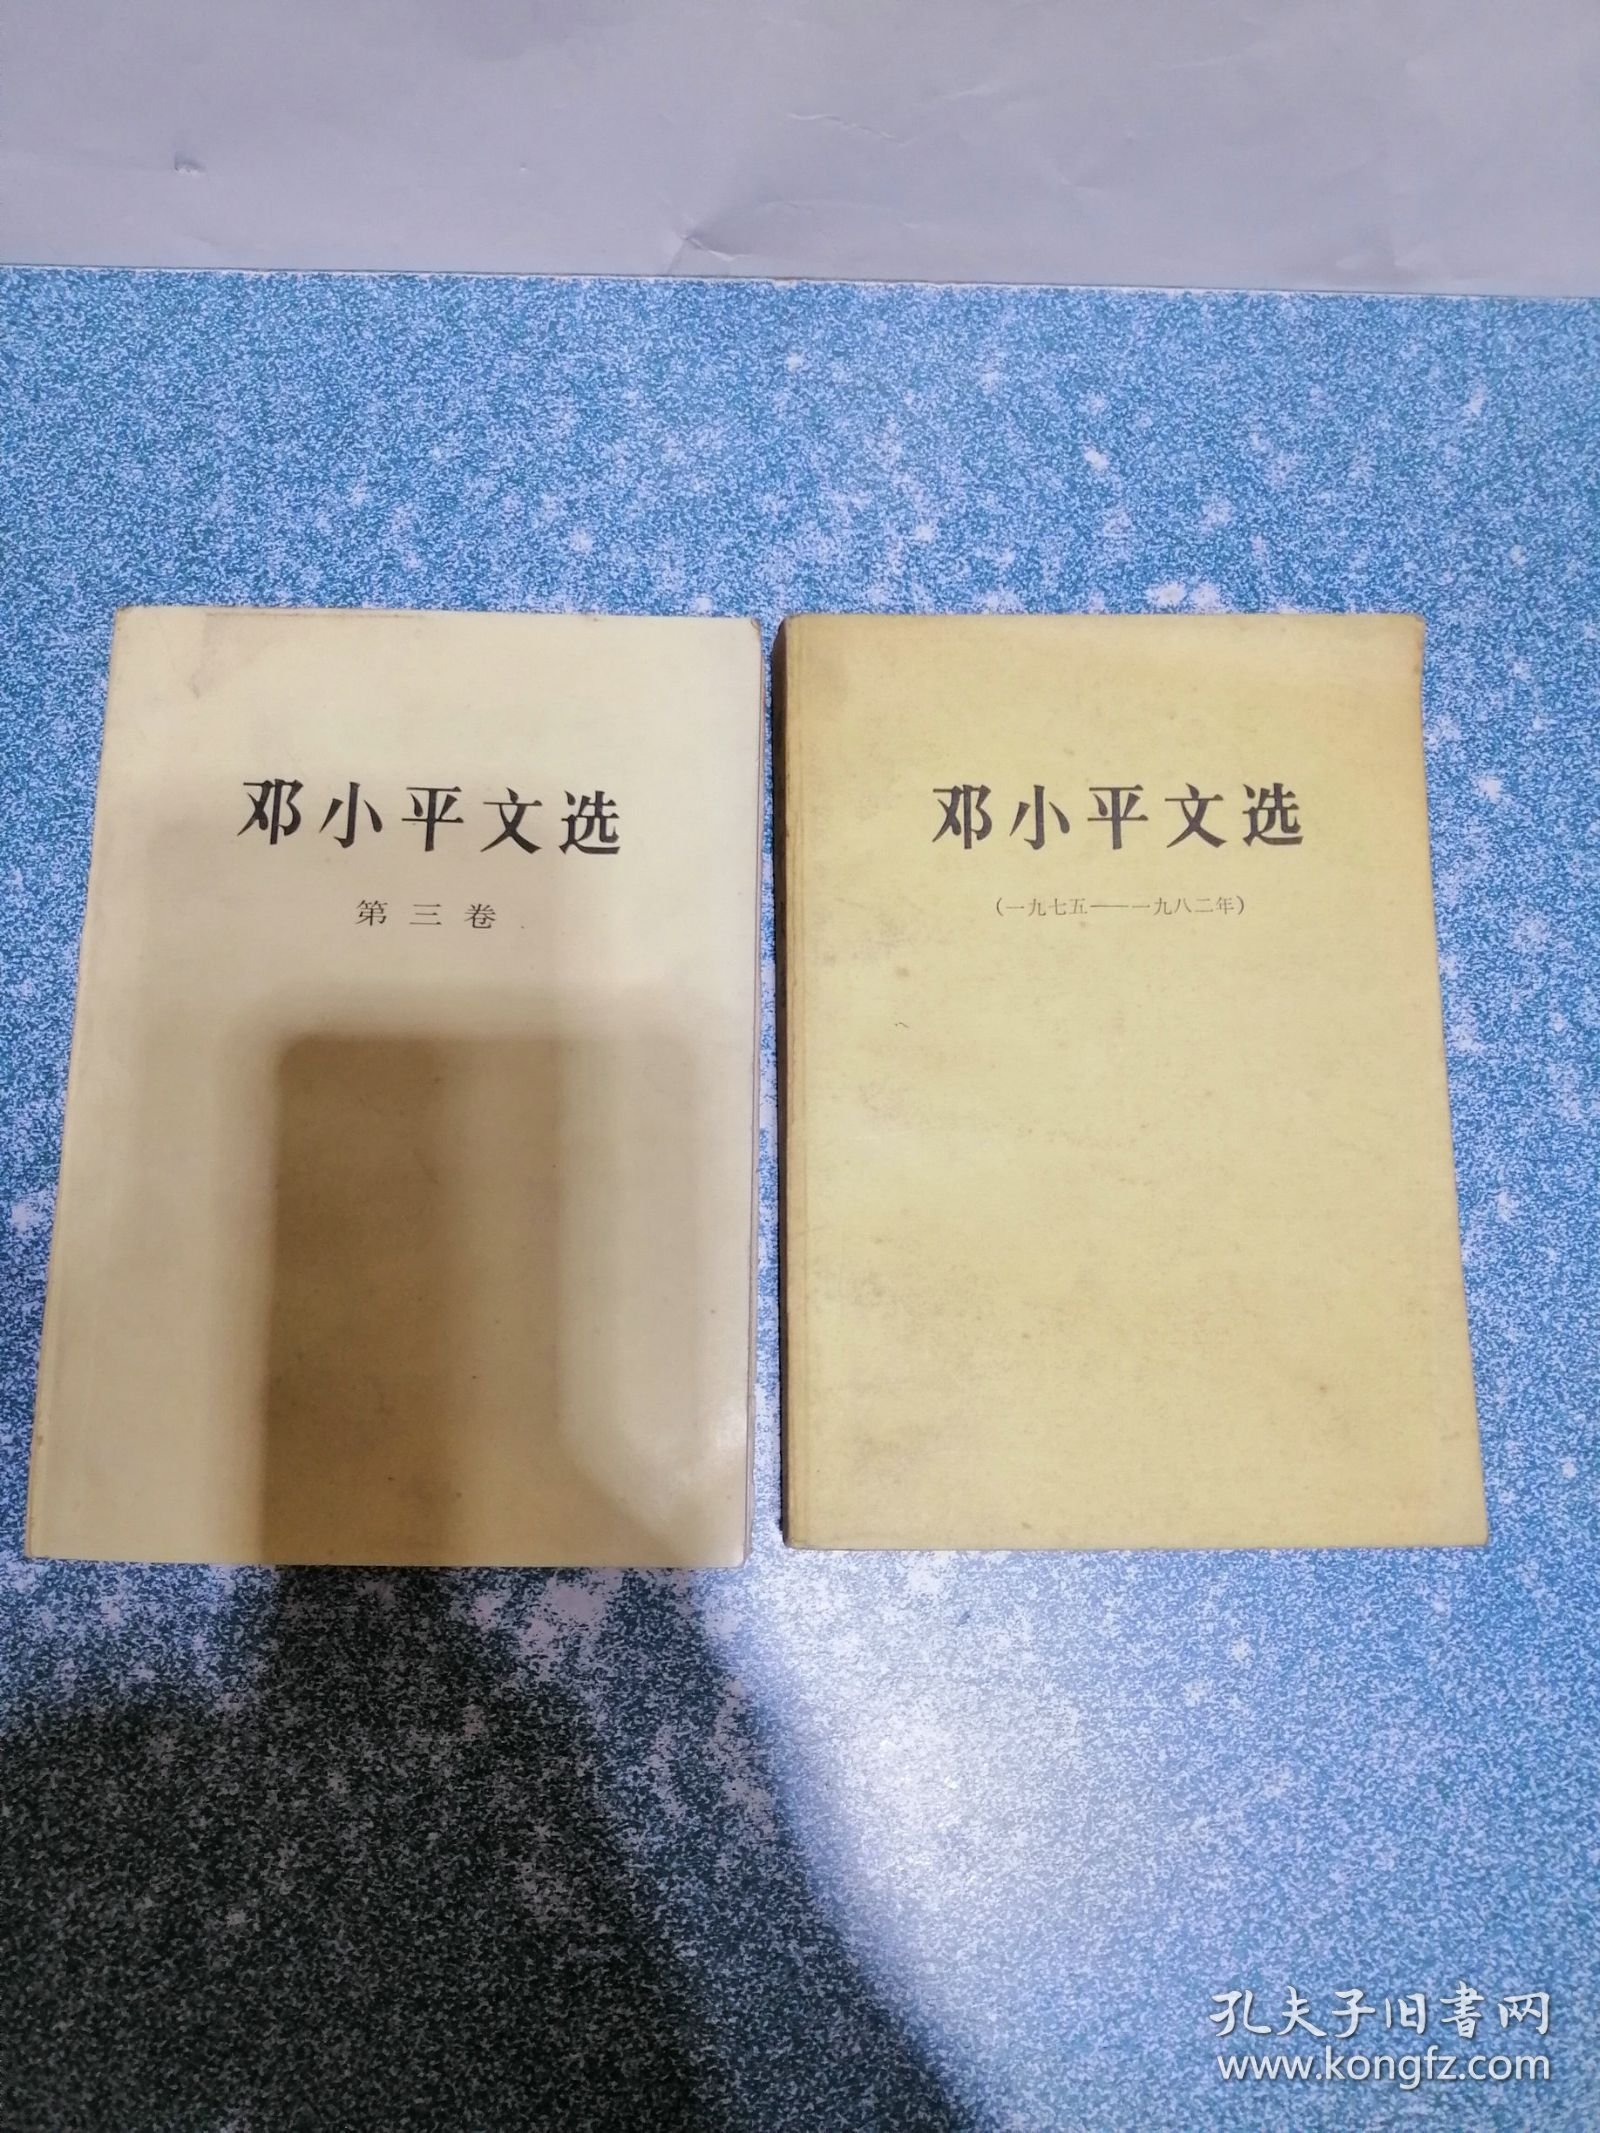 邓小平文选
第三卷
邓小平文选
(一九七五——一九八二年)
孔夫子旧書网
www.kongfz.com